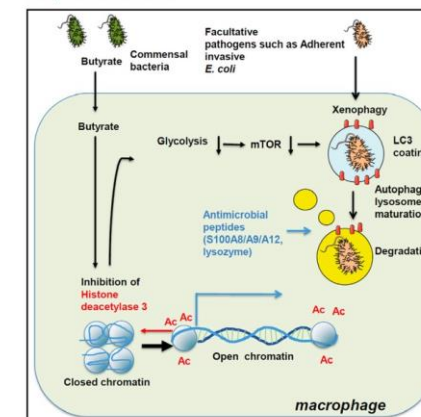 Facultative
pathogens such as Adherent
invasive
E. coli
Commensal
bacteria
Butyrate
Butyrate
Xenophagy
Glycolysis
mTOR
LC3
Antimicrobial
peptides
(S100A8/A9/A12,
lysozyme)
Inhibition of
Histone
deacetylase 3
Ac
Ac
Ac
Ac
Ac
Ac
Closed chromatin
Open chromatin
macrophage